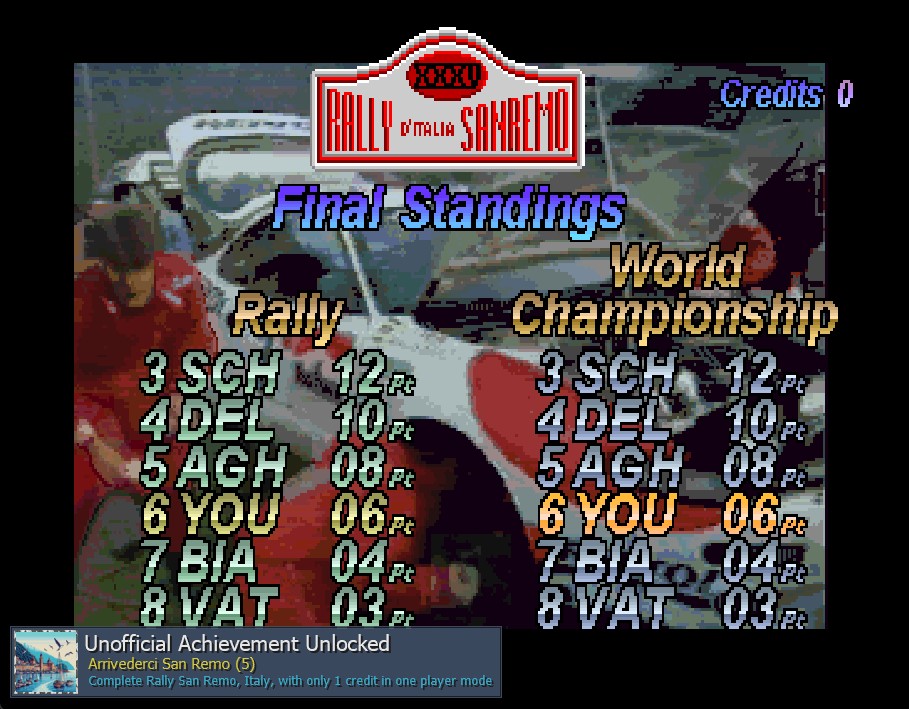 XXXV
RALLY D'ITALIA SANREMO
Credits 0
Final Standings
Rally
World
Championship
3 SCH 12Pt 3 SCH 12Pt
4 DEL 10Pt 4 DEL 10Pt
5 AGH 08Pt 5 AGH 08Pt
6 YOU 06Pt 6 YOU 06Pt
7 BIA 04Pt 7 BIA 04Pt
8 VAT 03Pt 8 VAT 03Pt
Unofficial Achievement Unlocked
Arrivederci San Remo (5)
Complete Rally San Remo, Italy, with only 1 credit in one player mode